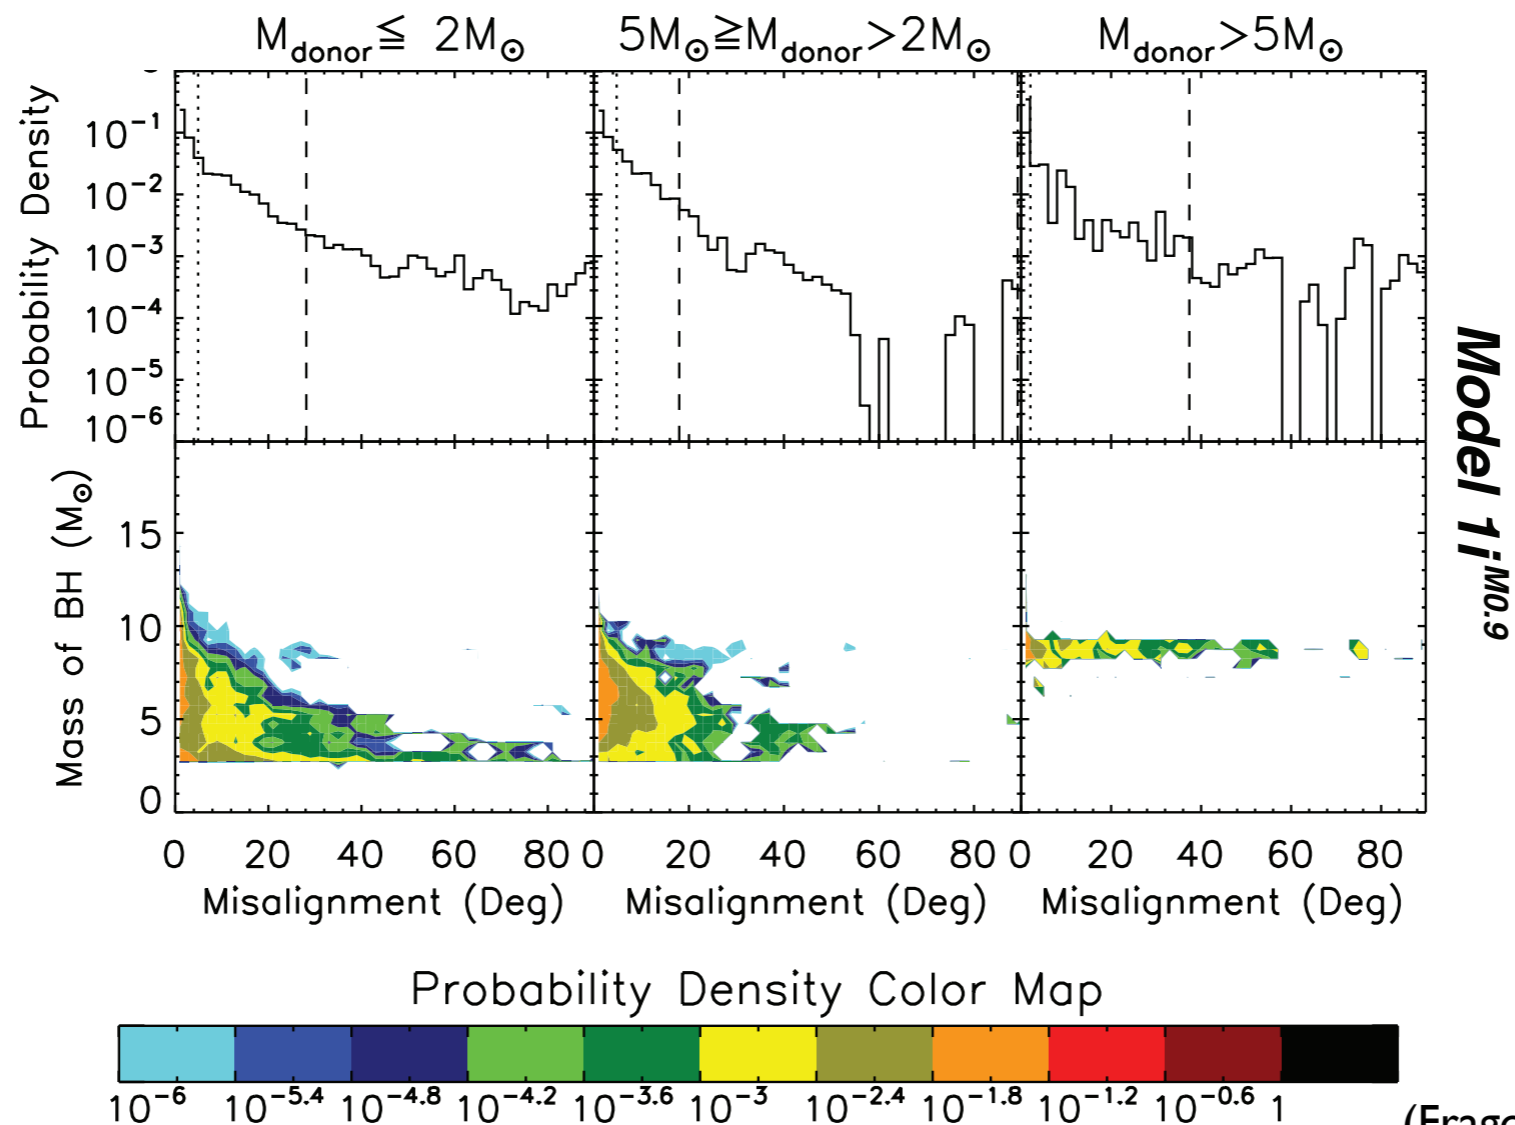 M_donor ≦ 2M_⊙ 5M_⊙≧M_donor>2M_⊙ M_donor>5M_⊙
Probability Density
10^-1
10^-2
10^-3
10^-4
10^-5
10^-6
Model 1i^M0.9
Mass of BH (M_⊙)
15
10
5
0
0 20 40 60 80 0 20 40 60 80 0 20 40 60 80
Misalignment (Deg) Misalignment (Deg) Misalignment (Deg)
Probability Density Color Map
10^-6 10^-5.4 10^-4.8 10^-4.2 10^-3.6 10^-3 10^-2.4 10^-1.8 10^-1.2 10^-0.6 1